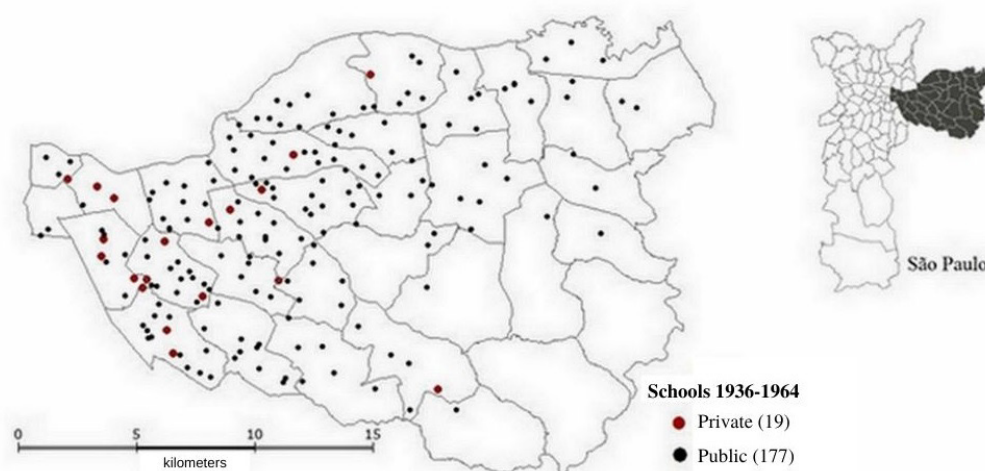 São Paulo
Schools 1936-1964
Private (19)
Public (177)
0 5 10 15
kilometers